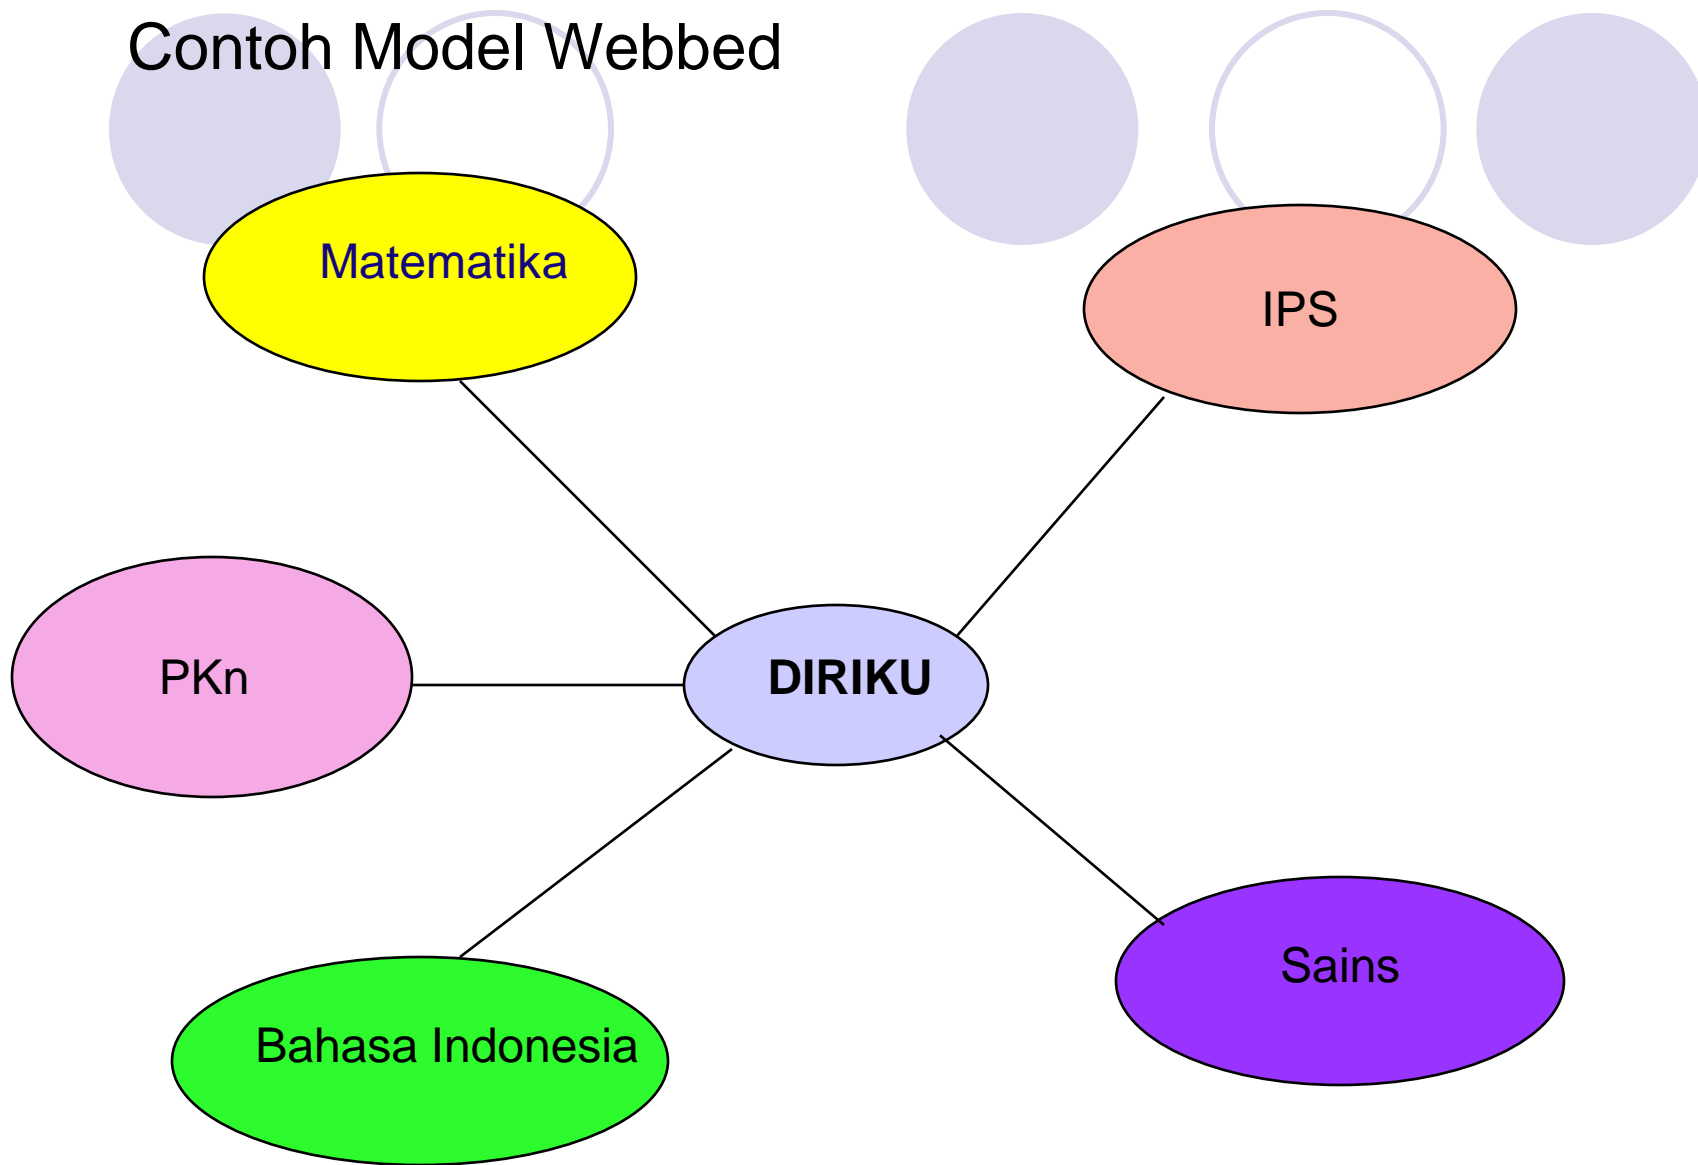 Contoh Model Webbed
Matematika
IPS
PKn
DIRIKU
Sains
Bahasa Indonesia